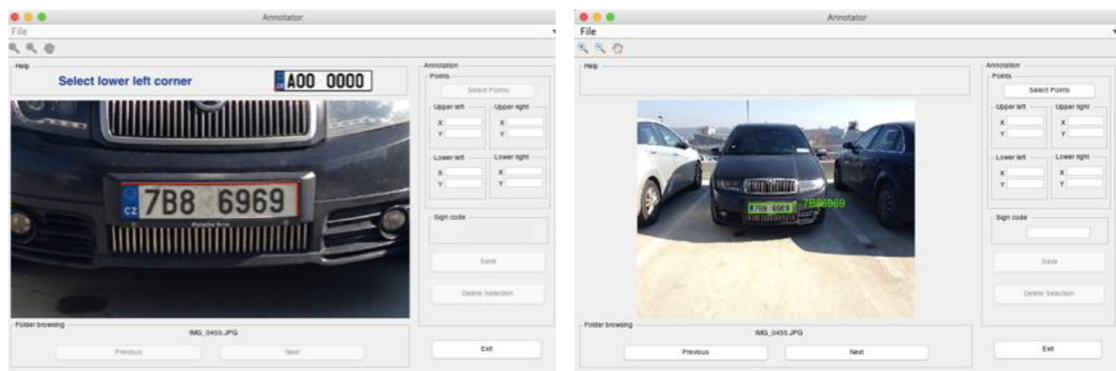 Annotator
File
Help
Select lower left corner
CZ A00 0000
7B8 6969
CZ
Annotation
Points
Select Points
Upper left
Upper right
X
X
Y
Y
Lower left
Lower right
X
X
Y
Y
Sign code
Save
Delete Selection
Folder browsing
IMG_0455.JPG
Previous
Next
Exit
Annotator
File
Help
7B8 6969
7B86969
Annotation
Points
Select Points
Upper left
Upper right
X
X
Y
Y
Lower left
Lower right
X
X
Y
Y
Sign code
Save
Delete Selection
Folder browsing
IMG_0455.JPG
Previous
Next
Exit